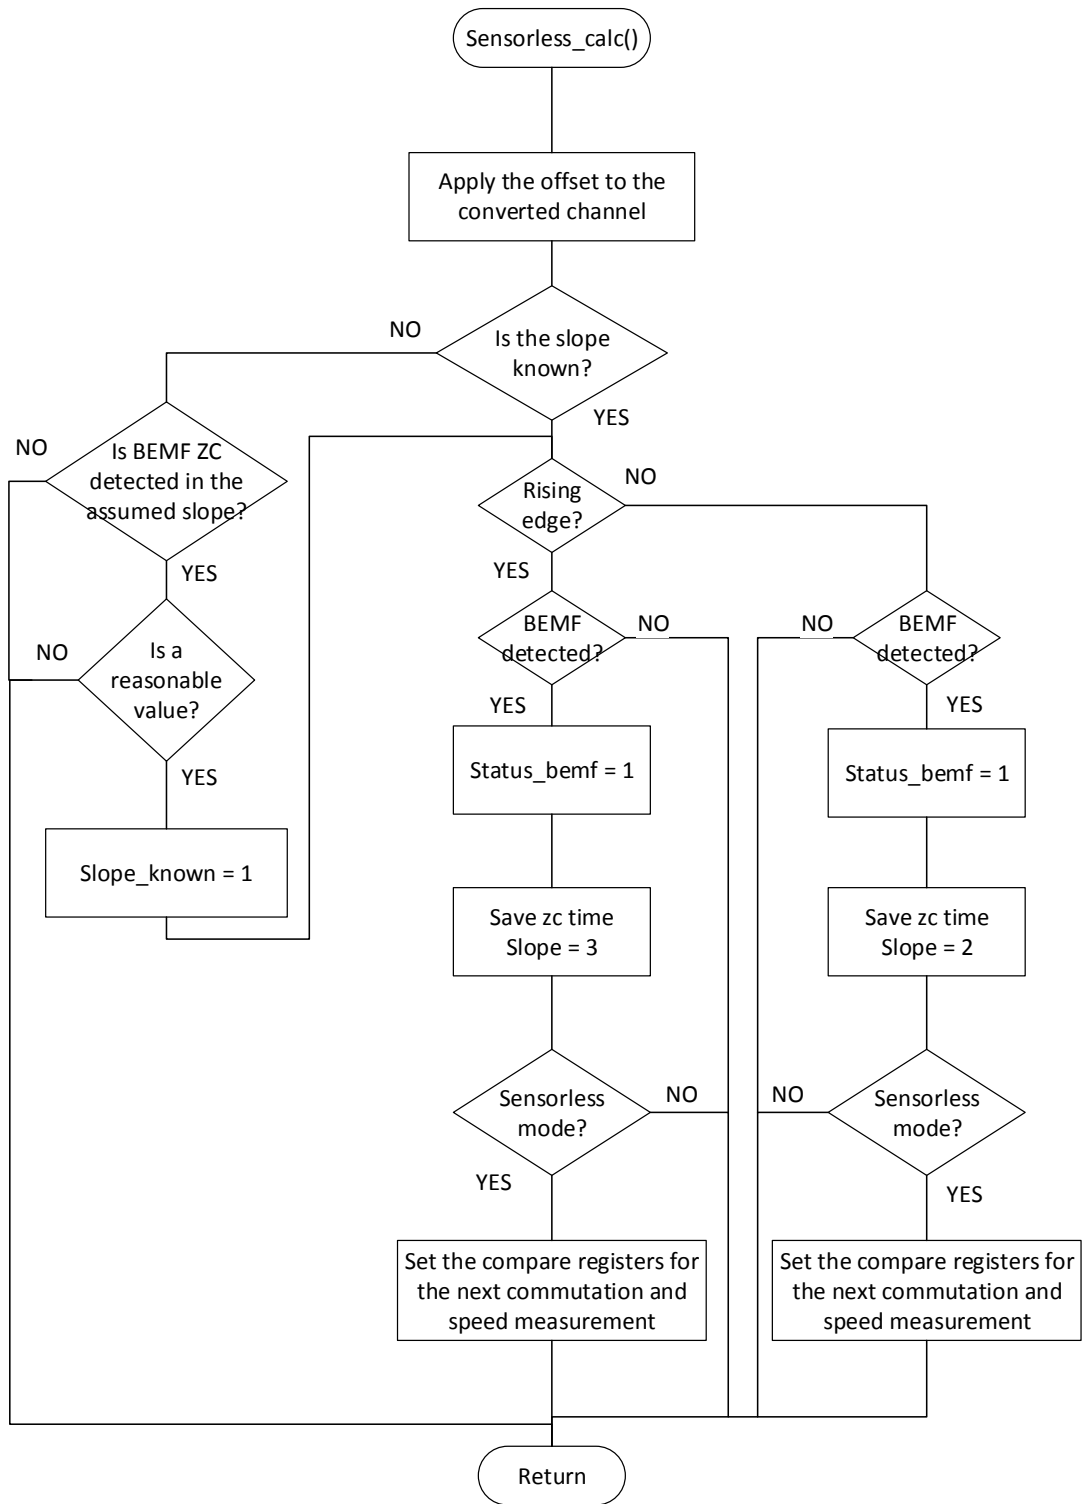 Sensorless_calc()
Apply the offset to the
converted channel
NO
Is the slope
known?
YES
NO
Is BEMF ZC
detected in the
assumed slope?
YES
NO
Is a
reasonable
value?
YES
Slope_known = 1
Rising
edge?
NO
YES
BEMF
detected?
NO
YES
Status_bemf = 1
Save zc time
Slope = 3
Sensorless
mode?
NO
YES
Set the compare registers for
the next commutation and
speed measurement
NO
BEMF
detected?
YES
Status_bemf = 1
Save zc time
Slope = 2
NO
Sensorless
mode?
YES
Set the compare registers for
the next commutation and
speed measurement
Return